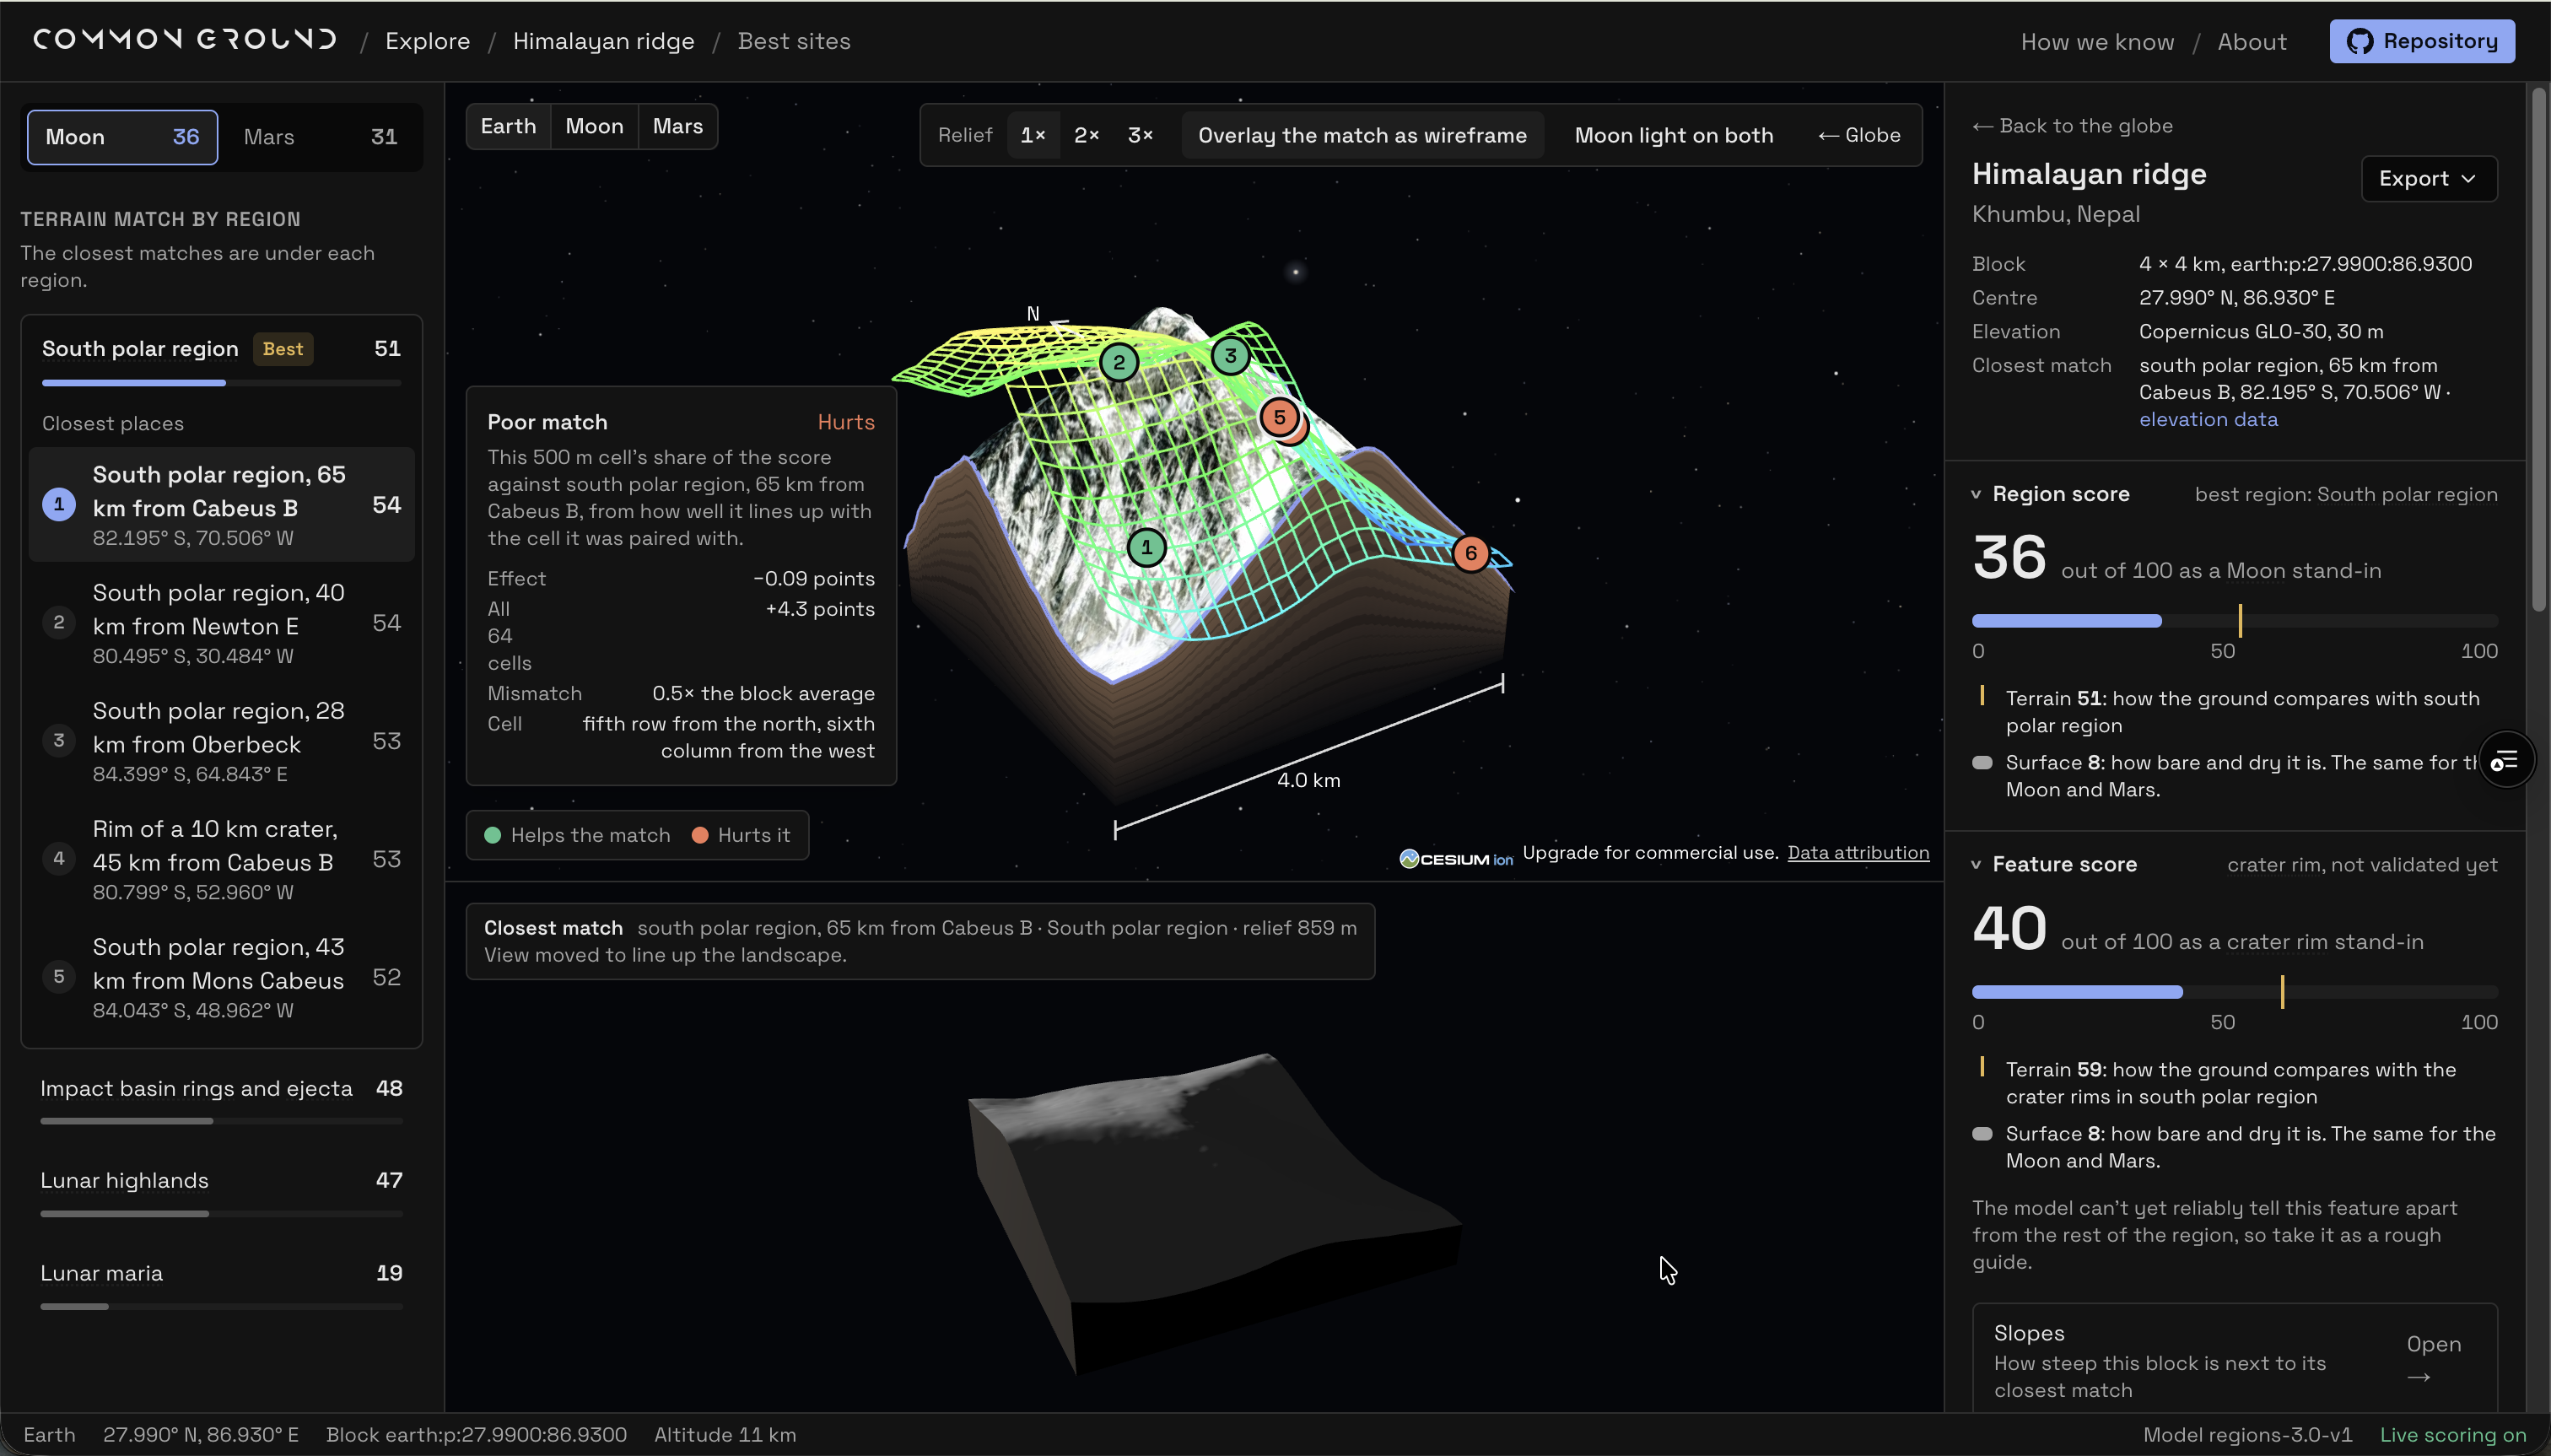 COMMON GROUND / Explore / Himalayan ridge / Best sites
How we know / About
Repository
Moon 36
Mars 31
TERRAIN MATCH BY REGION
The closest matches are under each
region.
South polar region Best 51
Closest places
1 South polar region, 65
km from Cabeus B 54
82.195° S, 70.506° W
2 South polar region, 40
km from Newton E 54
80.495° S, 30.484° W
3 South polar region, 28
km from Oberbeck 53
84.399° S, 64.843° E
4 Rim of a 10 km crater,
45 km from Cabeus B 53
80.799° S, 52.960° W
5 South polar region, 43
km from Mons Cabeus 52
84.043° S, 48.962° W
Impact basin rings and ejecta 48
Lunar highlands 47
Lunar maria 19
Earth Moon Mars
Relief 1× 2× 3× Overlay the match as wireframe Moon light on both ← Globe
N
2
3
5
1
6
Poor match Hurts
This 500 m cell's share of the score
against south polar region, 65 km from
Cabeus B, from how well it lines up with
the cell it was paired with.
Effect −0.09 points
All +4.3 points
64
cells
Mismatch 0.5× the block average
Cell fifth row from the north, sixth
column from the west
4.0 km
Helps the match Hurts it
CESIUM ion Upgrade for commercial use. Data attribution
Closest match south polar region, 65 km from Cabeus B · South polar region · relief 859 m
View moved to line up the landscape.
← Back to the globe
Himalayan ridge
Export
Khumbu, Nepal
Block 4 × 4 km, earth:p:27.9900:86.9300
Centre 27.990° N, 86.930° E
Elevation Copernicus GLO-30, 30 m
Closest match south polar region, 65 km from
Cabeus B, 82.195° S, 70.506° W ·
elevation data
Region score best region: South polar region
36 out of 100 as a Moon stand-in
0 50 100
Terrain 51: how the ground compares with south
polar region
Surface 8: how bare and dry it is. The same for
Moon and Mars.
Feature score crater rim, not validated yet
40 out of 100 as a crater rim stand-in
0 50 100
Terrain 59: how the ground compares with the
crater rims in south polar region
Surface 8: how bare and dry it is. The same for the
Moon and Mars.
The model can't yet reliably tell this feature apart
from the rest of the region, so take it as a rough
guide.
Slopes
How steep this block is next to its
closest match
Open
→
Earth 27.990° N, 86.930° E Block earth:p:27.9900:86.9300 Altitude 11 km
Model regions-3.0-v1 Live scoring on